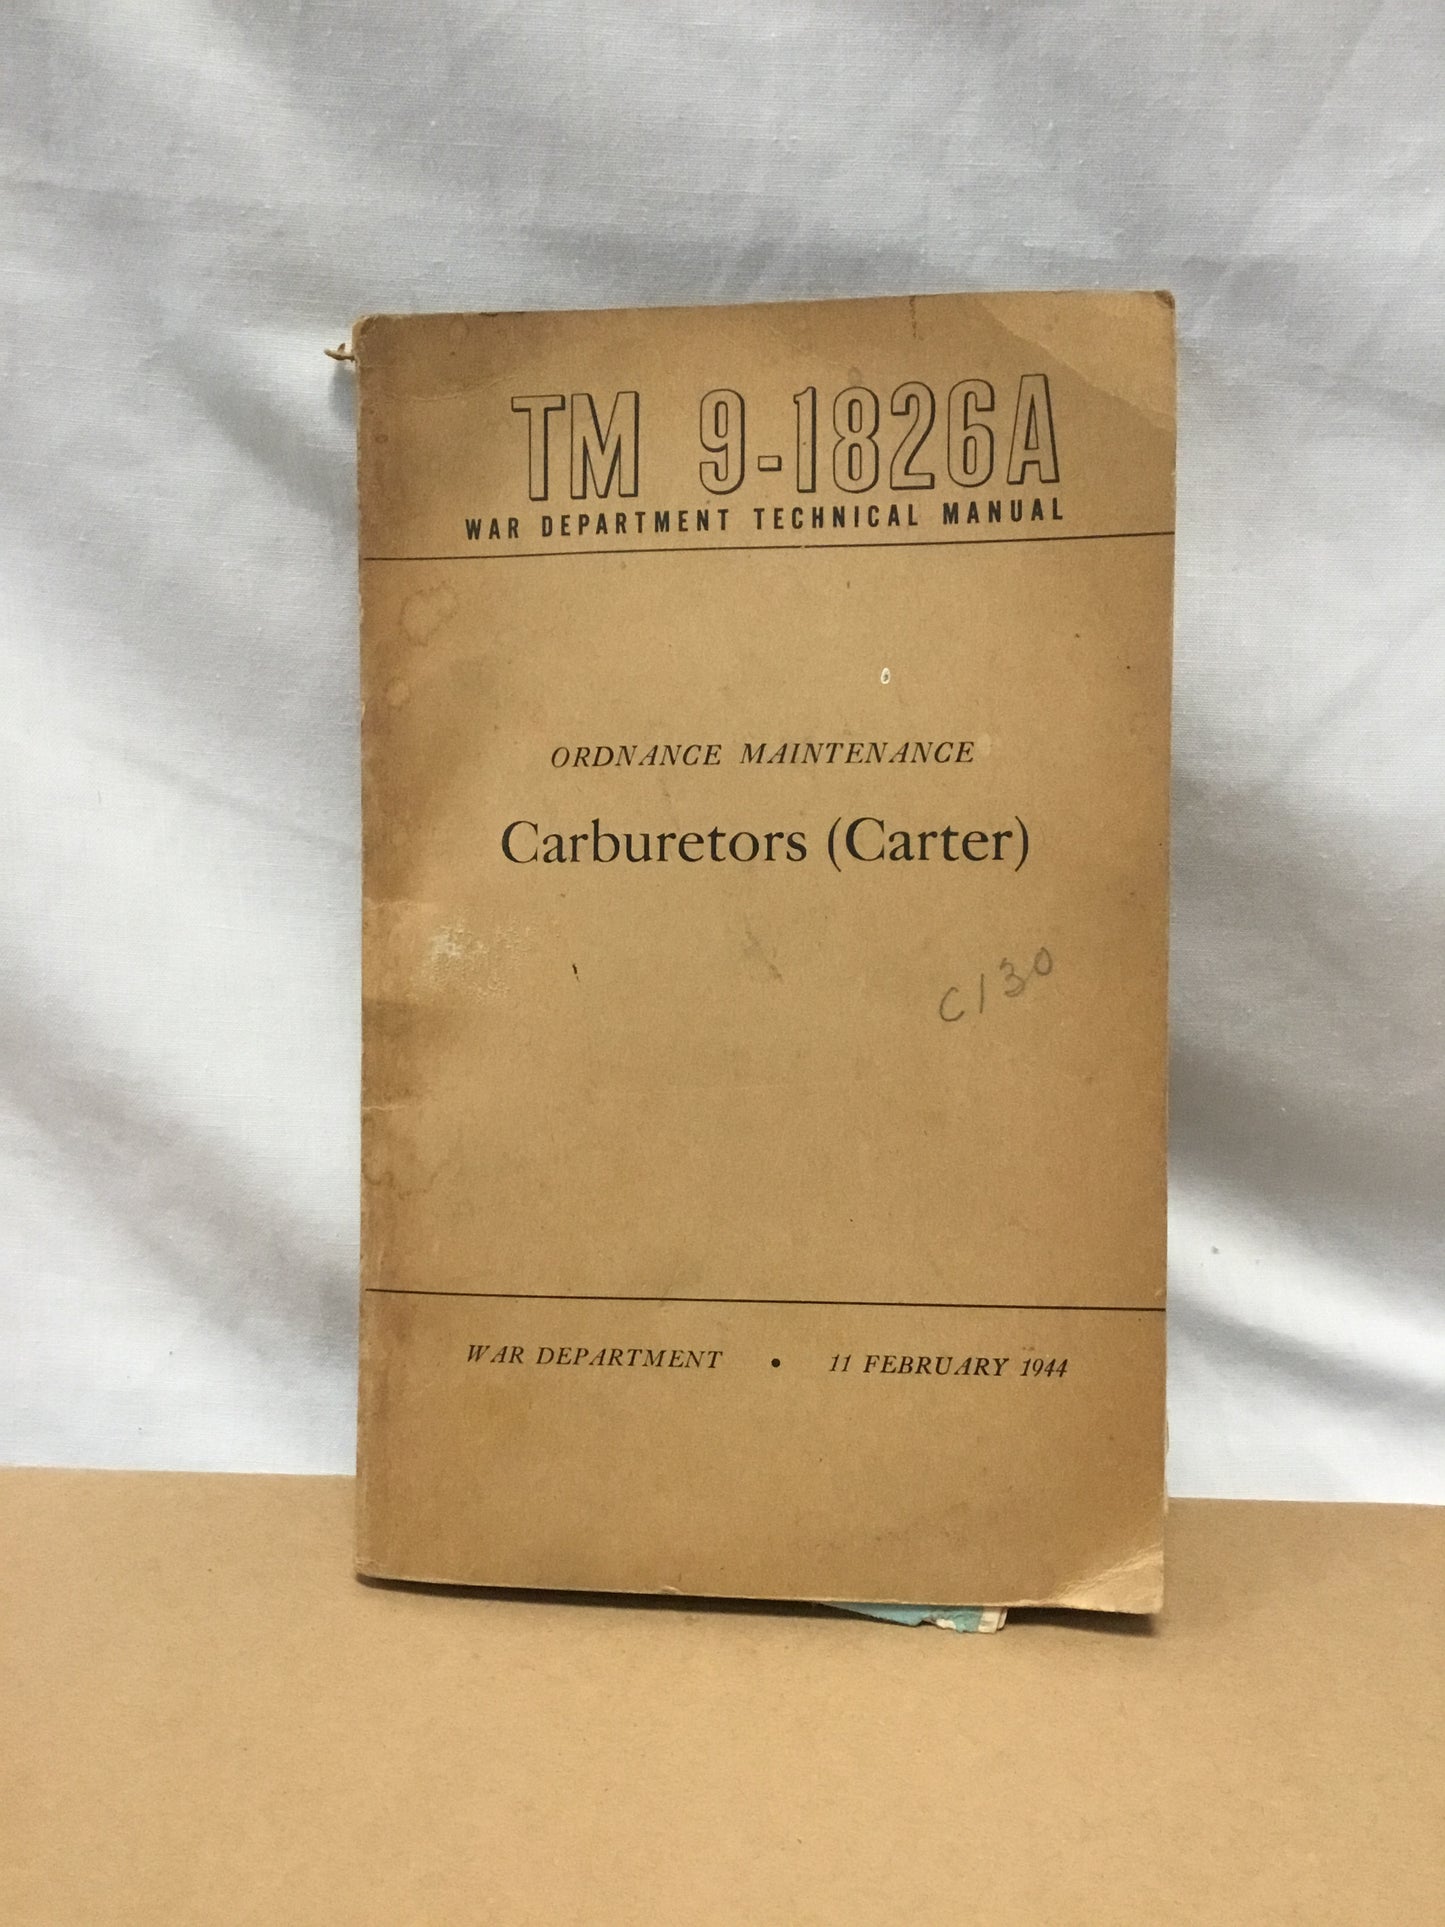 TM 9-1826A
WAR DEPARTMENT TECHNICAL MANUAL
ORDNANCE MAINTENANCE
Carburetors (Carter)
C130
WAR DEPARTMENT • 11 FEBRUARY 1944